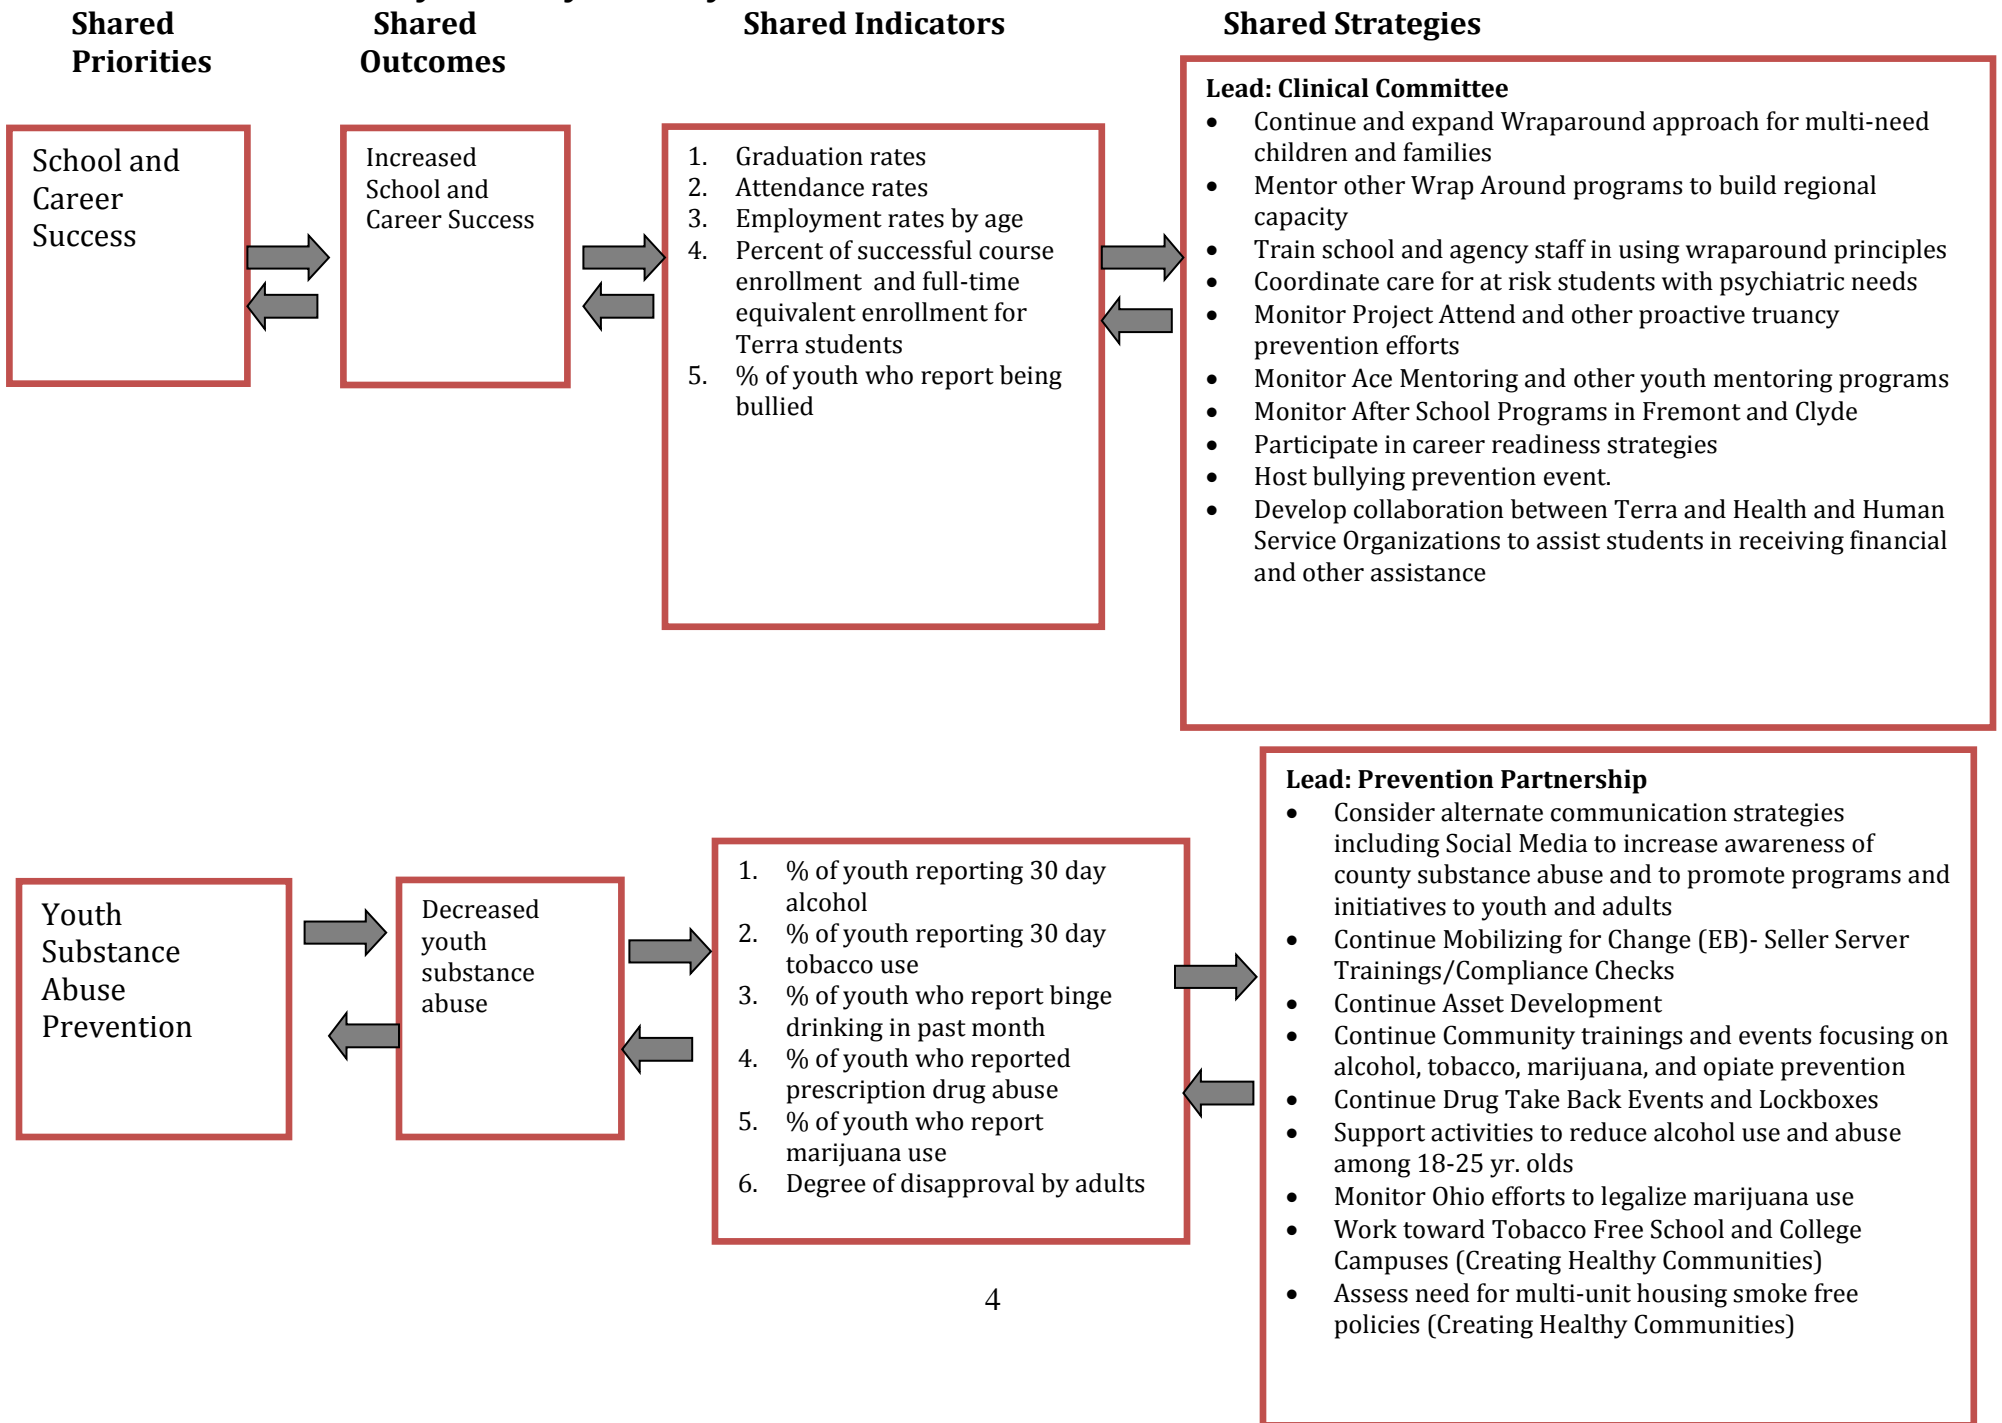 Shared
Priorities
Shared
Outcomes
Shared Indicators
Shared Strategies
School and
Career
Success
Increased
School and
Career Success
1. Graduation rates
2. Attendance rates
3. Employment rates by age
4. Percent of successful course
enrollment and full-time
equivalent enrollment for
Terra students
5. % of youth who report being
bullied
Lead: Clinical Committee
• Continue and expand Wraparound approach for multi-need
children and families
• Mentor other Wrap Around programs to build regional
capacity
• Train school and agency staff in using wraparound principles
• Coordinate care for at risk students with psychiatric needs
• Monitor Project Attend and other proactive truancy
prevention efforts
• Monitor Ace Mentoring and other youth mentoring programs
• Monitor After School Programs in Fremont and Clyde
• Participate in career readiness strategies
• Host bullying prevention event.
• Develop collaboration between Terra and Health and Human
Service Organizations to assist students in receiving financial
and other assistance
Youth
Substance
Abuse
Prevention
Decreased
youth
substance
abuse
1. % of youth reporting 30 day
alcohol
2. % of youth reporting 30 day
tobacco use
3. % of youth who report binge
drinking in past month
4. % of youth who reported
prescription drug abuse
5. % of youth who report
marijuana use
6. Degree of disapproval by adults
Lead: Prevention Partnership
• Consider alternate communication strategies
including Social Media to increase awareness of
county substance abuse and to promote programs and
initiatives to youth and adults
• Continue Mobilizing for Change (EB)- Seller Server
Trainings/Compliance Checks
• Continue Asset Development
• Continue Community trainings and events focusing on
alcohol, tobacco, marijuana, and opiate prevention
• Continue Drug Take Back Events and Lockboxes
• Support activities to reduce alcohol use and abuse
among 18-25 yr. olds
• Monitor Ohio efforts to legalize marijuana use
• Work toward Tobacco Free School and College
Campuses (Creating Healthy Communities)
• Assess need for multi-unit housing smoke free
policies (Creating Healthy Communities)
4